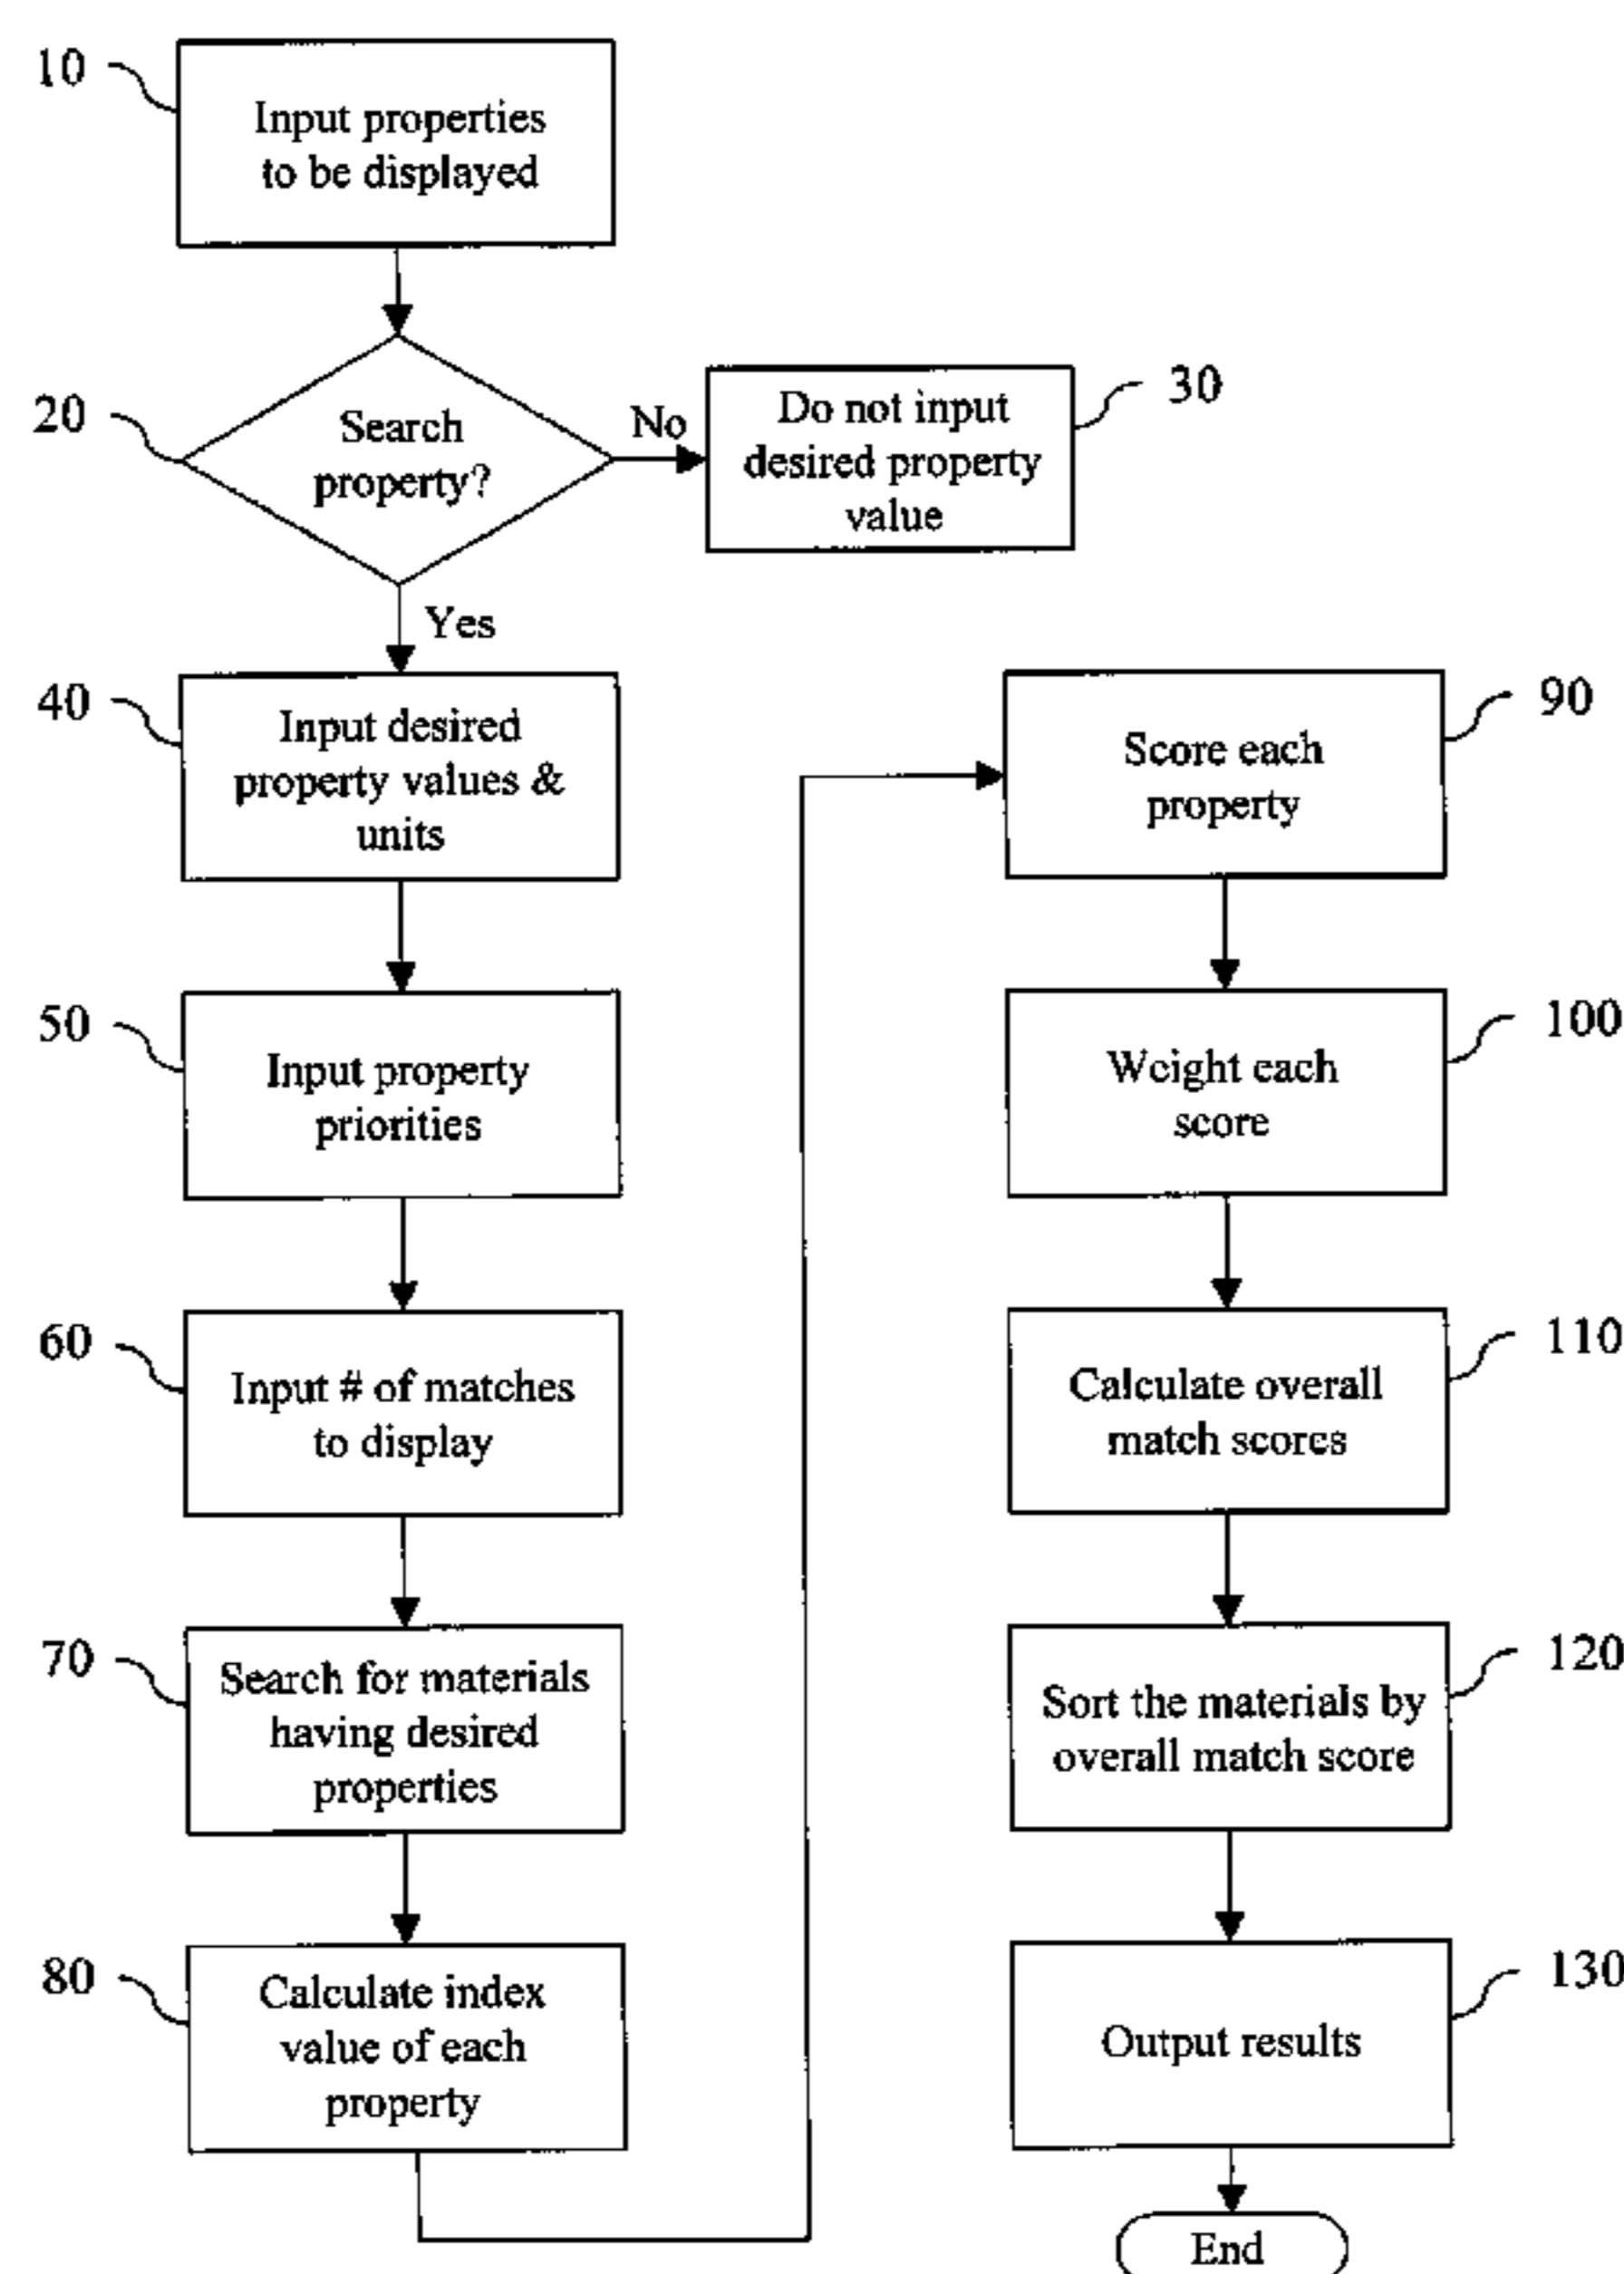 10
Input properties
to be displayed
20
Search
property?
No
Do not input
desired property
value
30
Yes
40
Input desired
property values &
units
50
Input property
priorities
60
Input # of matches
to display
70
Search for materials
having desired
properties
80
Calculate index
value of each
property
90
Score each
property
100
Weight each
score
110
Calculate overall
match scores
120
Sort the materials by
overall match score
130
Output results
End